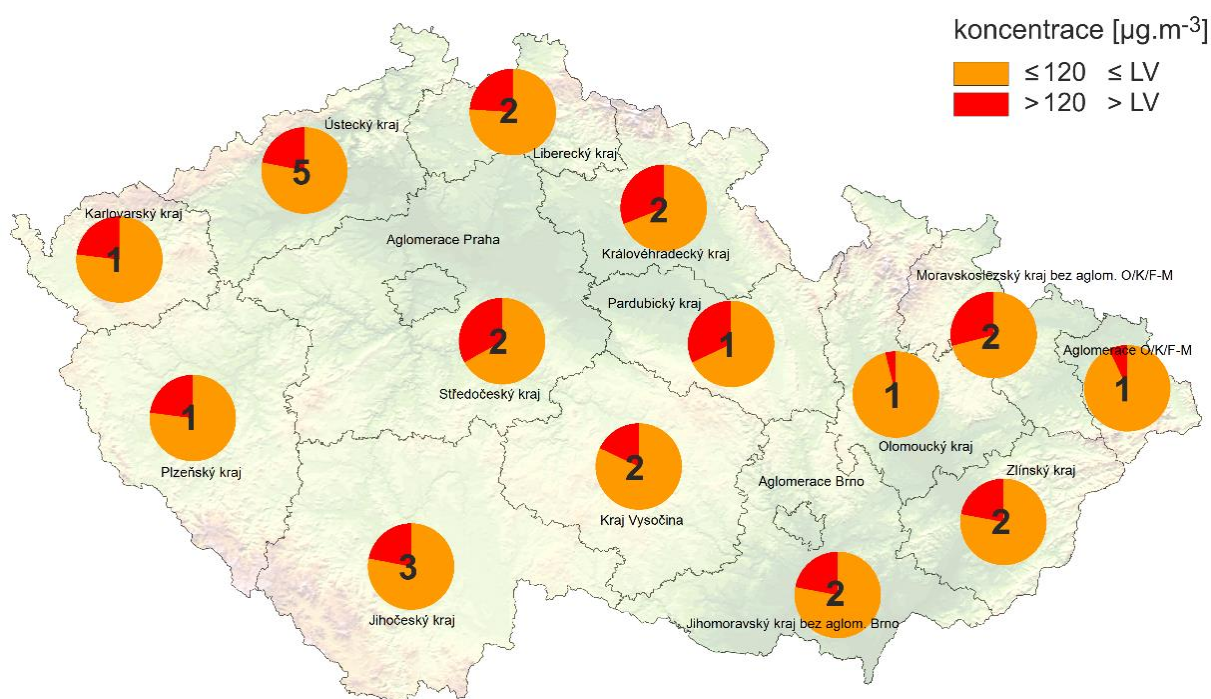 koncentrace [µg.m-3]
≤ 120 ≤ LV
> 120 > LV
2
Ústecký kraj
Liberecký kraj
5
2
Karlovarský kraj
Aglomerace Praha
Královéhradecký kraj
1
Moravskoslezský kraj bez aglom. O/K/F-M
Pardubický kraj
2
2
1
Aglomerace O/K/F-M
1
1
Středočeský kraj
1
Plzeňský kraj
Olomoucký kraj
2
Zlínský kraj
Aglomerace Brno
Kraj Vysočina
2
3
2
Jihočeský kraj
Jihomoravský kraj bez aglom. Brno